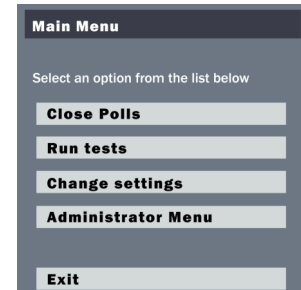 Main Menu
Select an option from the list below
Close Polls
Run tests
Change settings
Administrator Menu
Exit